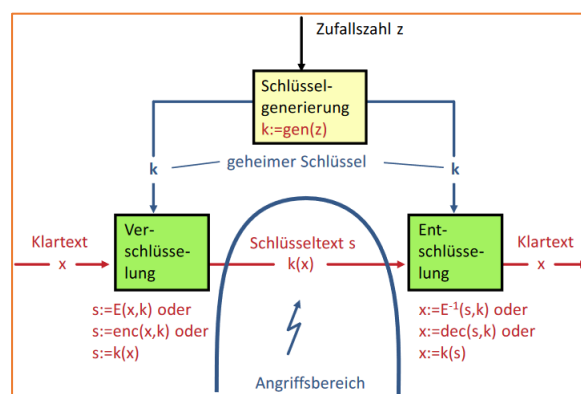 Zufallszahl z
Schlüssel-
generierung
k:=gen(z)
k
geheimer Schlüssel
k
Klartext
x
Ver-
schlüsse-
lung
Schlüsseltext s
k(x)
Ent-
schlüsse-
lung
Klartext
x
s:=E(x,k) oder
s:=enc(x,k) oder
s:=k(x)
x:=E⁻¹(s,k) oder
x:=dec(s,k) oder
x:=k(s)
Angriffsbereich